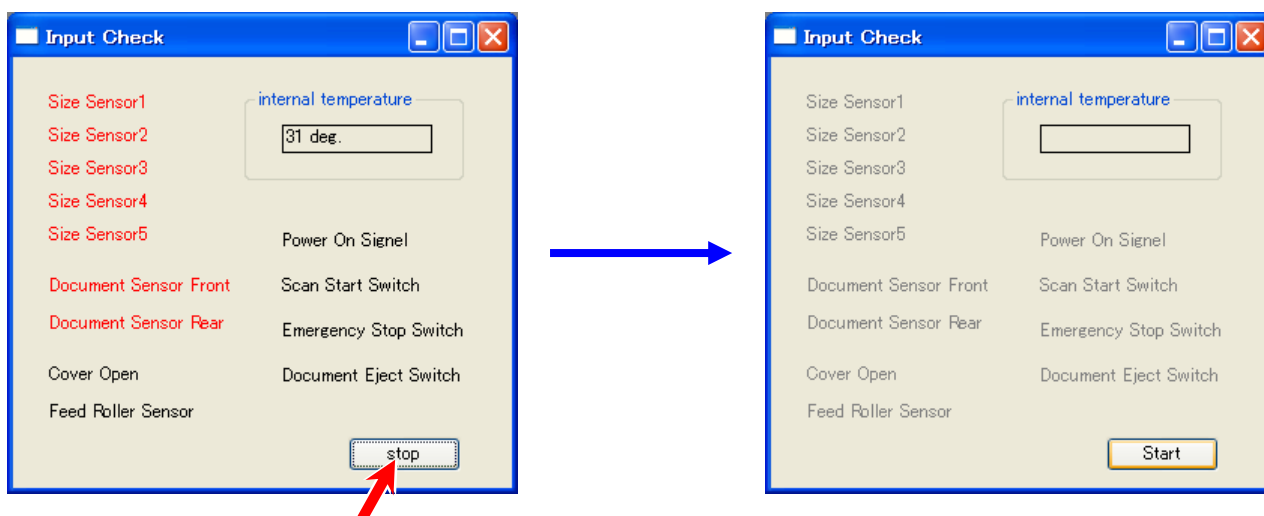 Input Check
Size Sensor1
Size Sensor2
Size Sensor3
Size Sensor4
Size Sensor5
Document Sensor Front
Document Sensor Rear
Cover Open
Feed Roller Sensor
internal temperature
31 deg.
Power On Signel
Scan Start Switch
Emergency Stop Switch
Document Eject Switch
stop
Input Check
Size Sensor1
Size Sensor2
Size Sensor3
Size Sensor4
Size Sensor5
Document Sensor Front
Document Sensor Rear
Cover Open
Feed Roller Sensor
internal temperature
Power On Signel
Scan Start Switch
Emergency Stop Switch
Document Eject Switch
Start